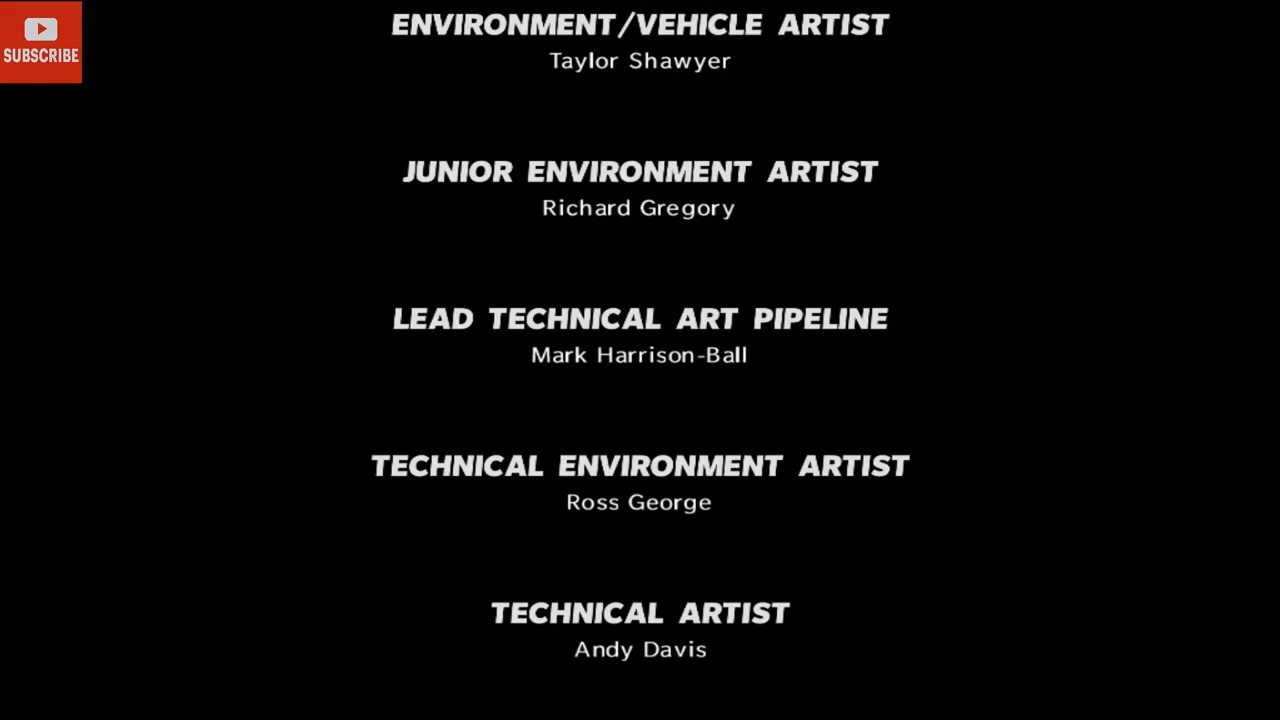 SUBSCRIBE
ENVIRONMENT/VEHICLE ARTIST
Taylor Shawyer
JUNIOR ENVIRONMENT ARTIST
Richard Gregory
LEAD TECHNICAL ART PIPELINE
Mark Harrison-Ball
TECHNICAL ENVIRONMENT ARTIST
Ross George
TECHNICAL ARTIST
Andy Davis